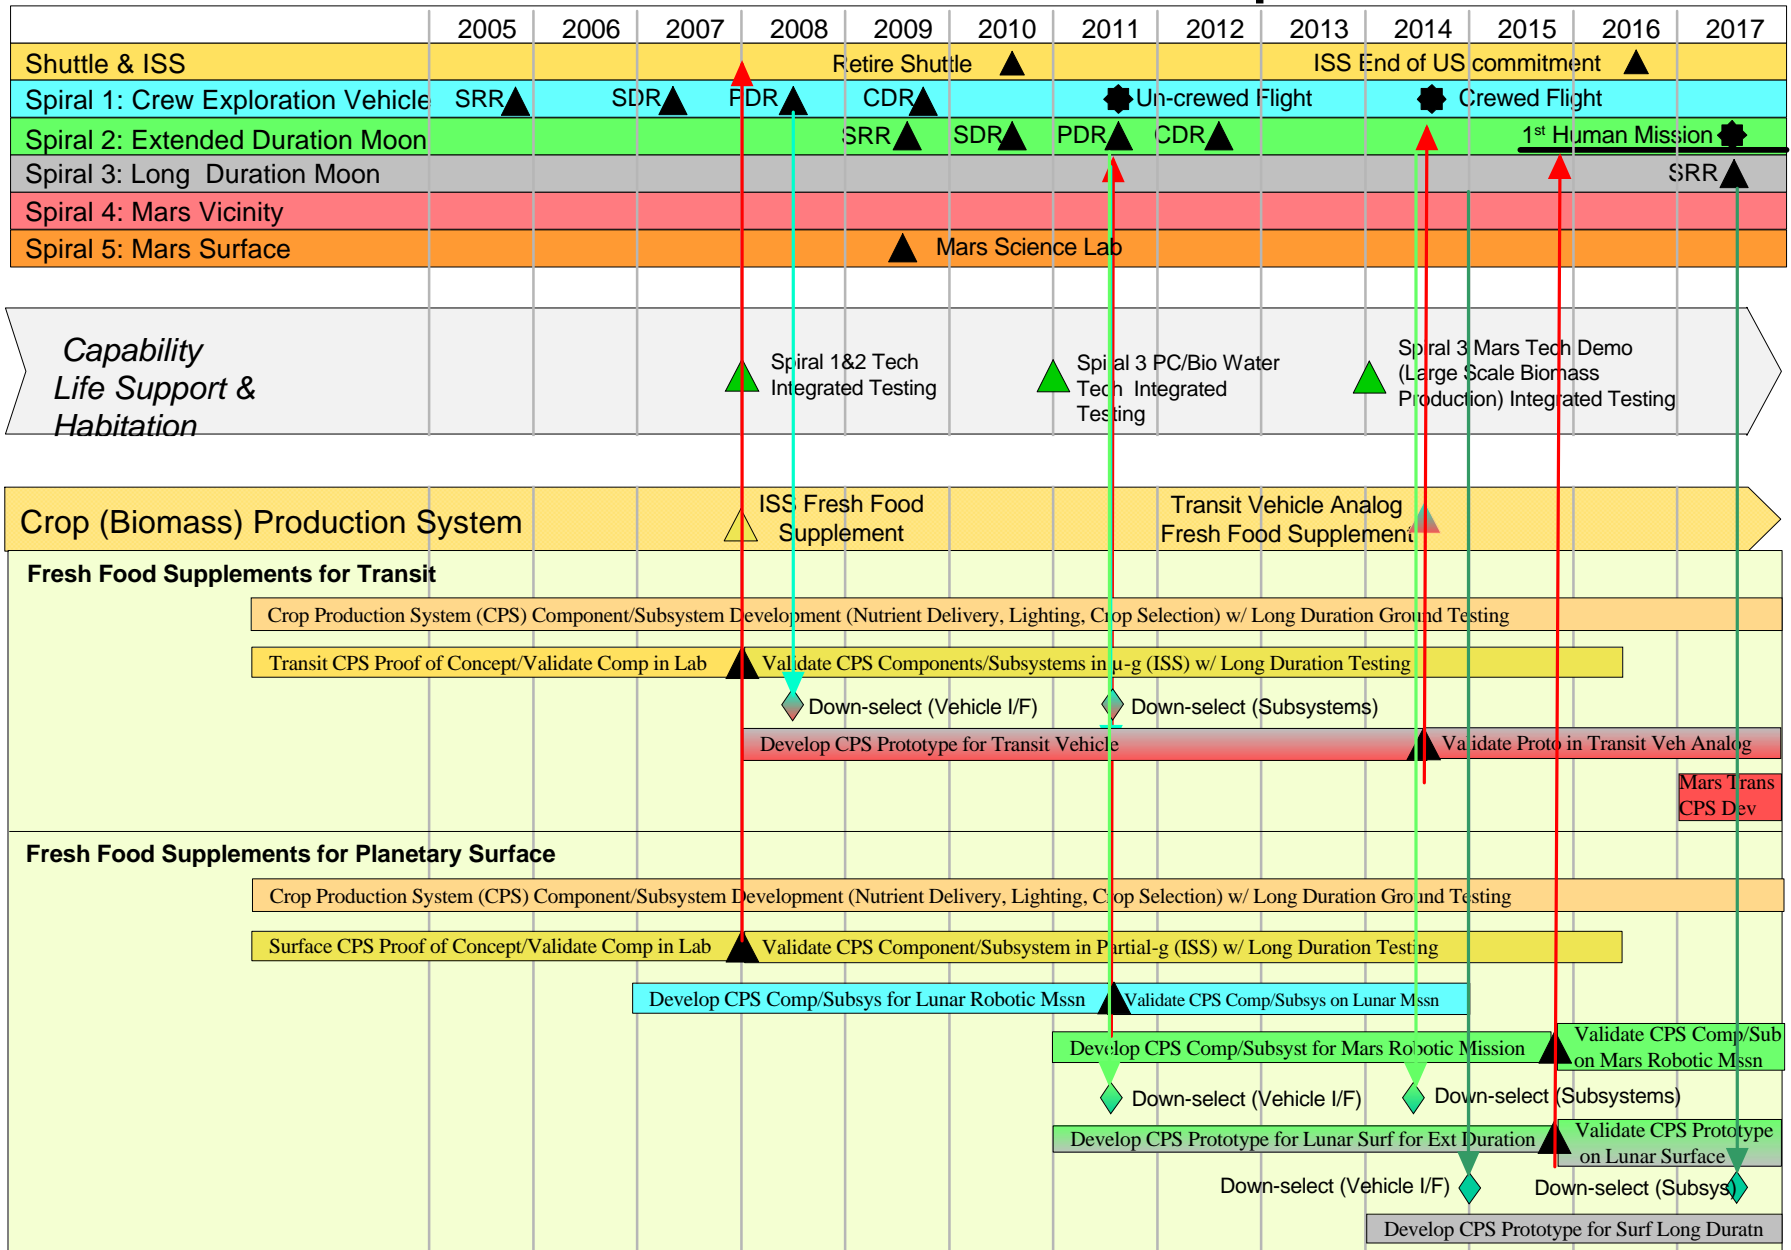 2005 2006 2007 2008 2009 2010 2011 2012 2013 2014 2015 2016 2017
Shuttle & ISS Retire Shuttle ISS End of US commitment
Spiral 1: Crew Exploration Vehicle SRR SDR PDR CDR Un-crewed Flight Crewed Flight
Spiral 2: Extended Duration Moon SRR SDR PDR CDR 1st Human Mission
Spiral 3: Long Duration Moon SRR
Spiral 4: Mars Vicinity
Spiral 5: Mars Surface Mars Science Lab
Capability
Life Support &
Habitation
Spiral 1&2 Tech
Integrated Testing
Spiral 3 PC/Bio Water
Tech Integrated
Testing
Spiral 3 Mars Tech Demo
(Large Scale Biomass
Production) Integrated Testing
Crop (Biomass) Production System
ISS Fresh Food
Supplement
Transit Vehicle Analog
Fresh Food Supplement
Fresh Food Supplements for Transit
Crop Production System (CPS) Component/Subsystem Development (Nutrient Delivery, Lighting, Crop Selection) w/ Long Duration Ground Testing
Transit CPS Proof of Concept/Validate Comp in Lab Validate CPS Components/Subsystems in µ-g (ISS) w/ Long Duration Testing
Down-select (Vehicle I/F) Down-select (Subsystems)
Develop CPS Prototype for Transit Vehicle Validate Proto in Transit Veh Analog
Mars Trans
CPS Dev
Fresh Food Supplements for Planetary Surface
Crop Production System (CPS) Component/Subsystem Development (Nutrient Delivery, Lighting, Crop Selection) w/ Long Duration Ground Testing
Surface CPS Proof of Concept/Validate Comp in Lab Validate CPS Component/Subsystem in Partial-g (ISS) w/ Long Duration Testing
Develop CPS Comp/Subsys for Lunar Robotic Mssn Validate CPS Comp/Subsys on Lunar Mssn
Develop CPS Comp/Subsyst for Mars Robotic Mission
Validate CPS Comp/Sub
on Mars Robotic Mssn
Down-select (Vehicle I/F) Down-select (Subsystems)
Develop CPS Prototype for Lunar Surf for Ext Duration
Validate CPS Prototype
on Lunar Surface
Down-select (Vehicle I/F) Down-select (Subsys)
Develop CPS Prototype for Surf Long Duratn